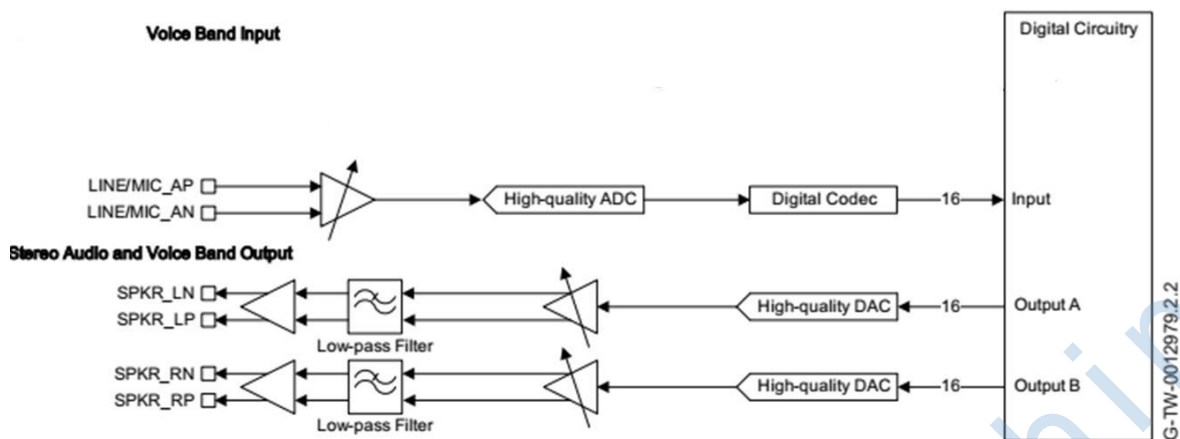 Voice Band Input
Digital Circuitry
LINE/MIC_AP
LINE/MIC_AN
High-quality ADC
Digital Codec
16
Input
Stereo Audio and Voice Band Output
SPKR_LN
SPKR_LP
Low-pass Filter
High-quality DAC
16
Output A
SPKR_RN
SPKR_RP
Low-pass Filter
High-quality DAC
16
Output B
G-TW-0012979.2.2